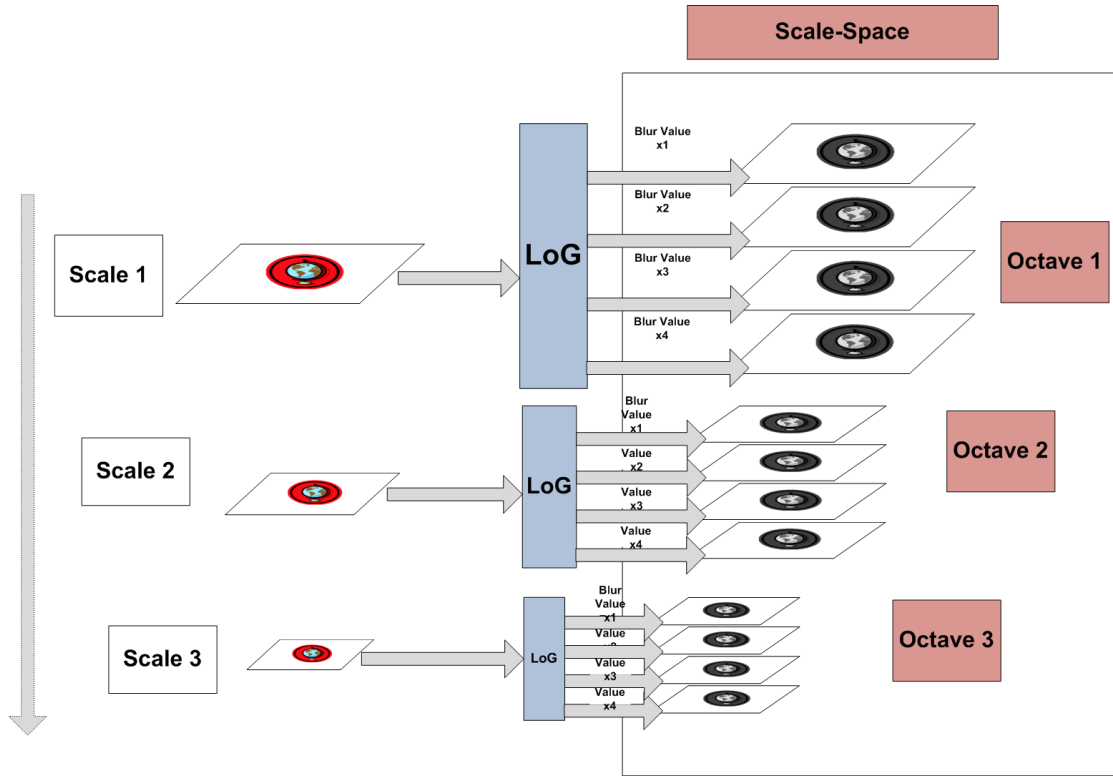 Scale-Space
Blur Value
x1
Blur Value
x2
Blur Value
x3
Blur Value
x4
Scale 1
LoG
Octave 1
Blur
Value
x1
Value
x2
Value
x3
Value
x4
Scale 2
LoG
Octave 2
Blur
Value
x1
Value
Value
x3
Value
x4
Scale 3
LoG
Octave 3